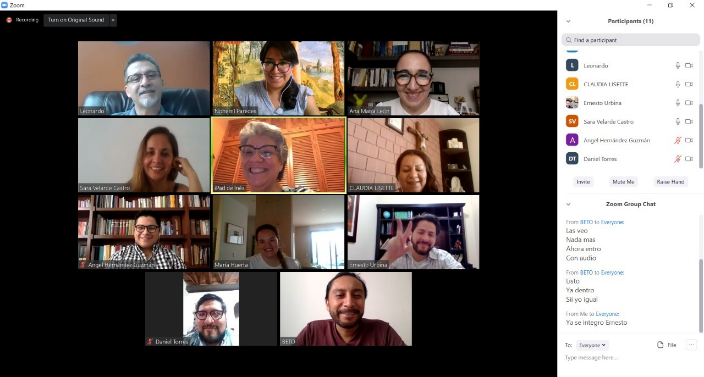 Zoom
Recording
Turn on Original Sound
Leonardo
Nohemí Paredes
Ana María León
Sara Velarde Castro
iPad de Inés
CLAUDIA LISETTE
Angel Hernández Guzmán
María Huerta
Ernesto Urbina
Daniel Torres
BETO
Participants (11)
Find a participant
L Leonardo
CL CLAUDIA LISETTE
Ernesto Urbina
SV Sara Velarde Castro
A Angel Hernández Guzmán
DT Daniel Torres
Invite Mute Me Raise Hand
Zoom Group Chat
From BETO to Everyone:
Las veo
Nada mas
Ahora entro
Con audio
From BETO to Everyone:
Listo
Ya dentro
Sii yo igual
From Me to Everyone:
Ya se integro Ernesto
To: Everyone File
Type message here...